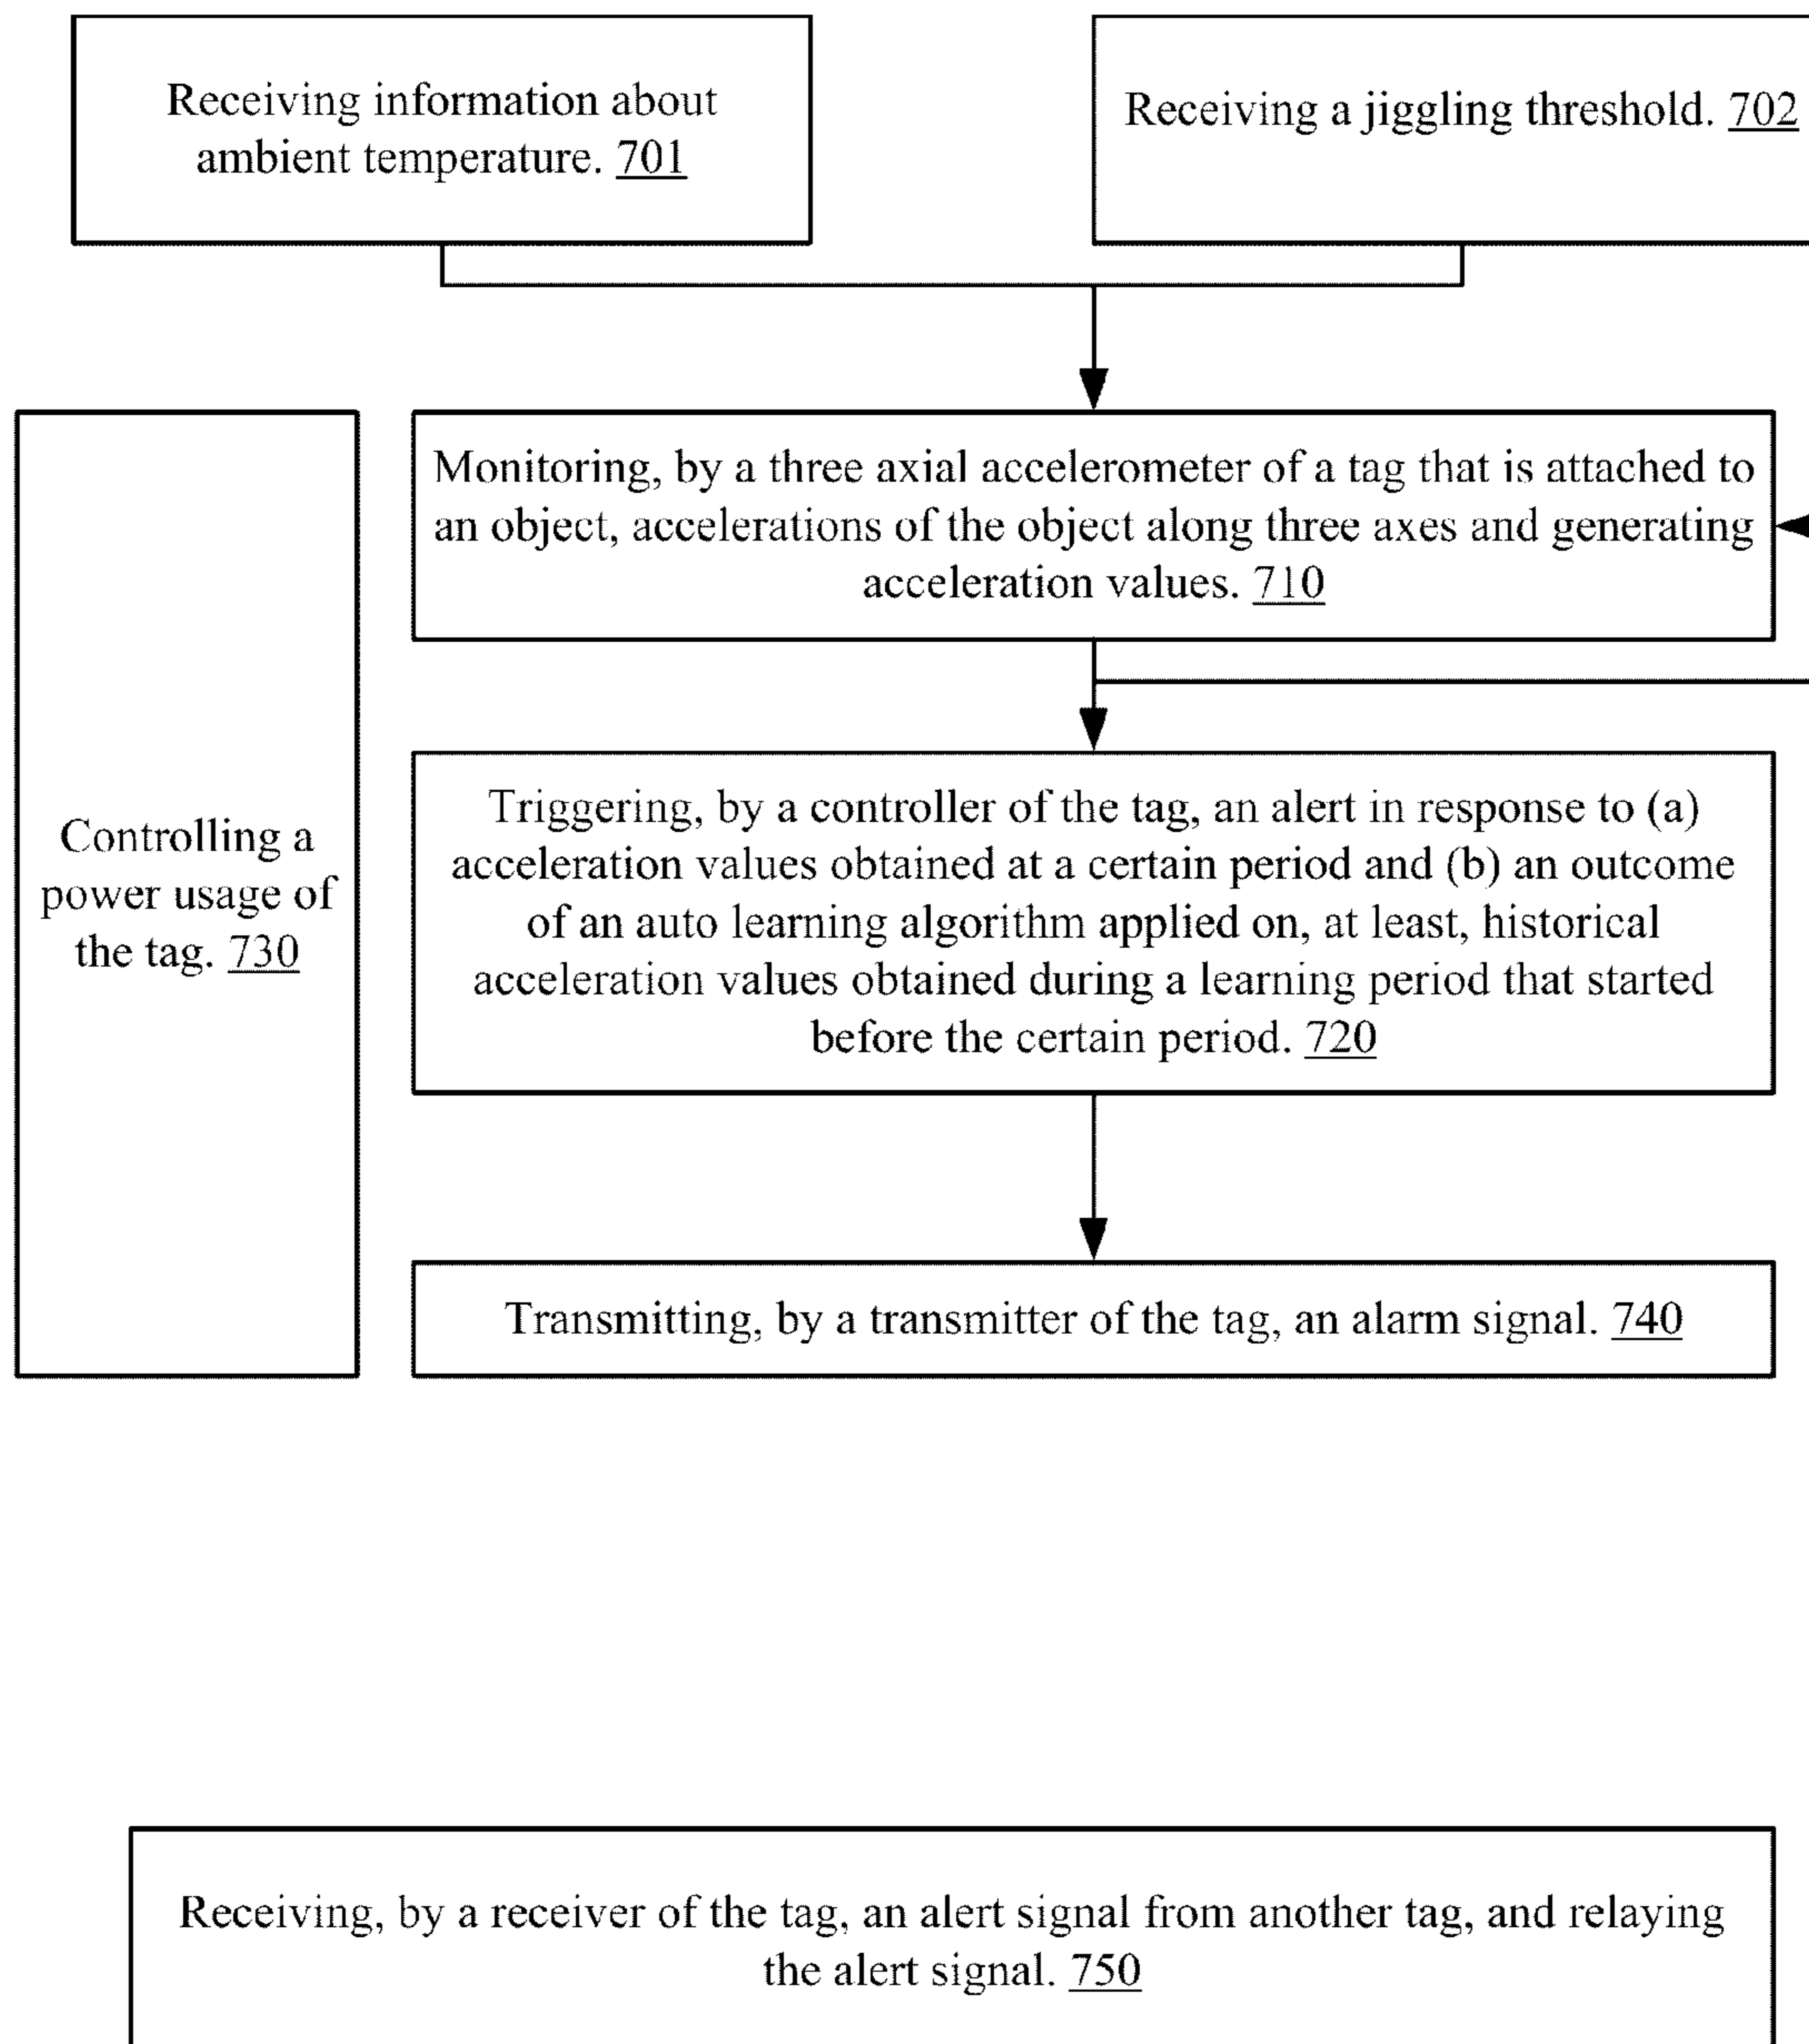 Receiving information about
ambient temperature. 701
Receiving a jiggling threshold. 702
Monitoring, by a three axial accelerometer of a tag that is attached to
an object, accelerations of the object along three axes and generating
acceleration values. 710
Controlling a
power usage of
the tag. 730
Triggering, by a controller of the tag, an alert in response to (a)
acceleration values obtained at a certain period and (b) an outcome
of an auto learning algorithm applied on, at least, historical
acceleration values obtained during a learning period that started
before the certain period. 720
Transmitting, by a transmitter of the tag, an alarm signal. 740
Receiving, by a receiver of the tag, an alert signal from another tag, and relaying
the alert signal. 750